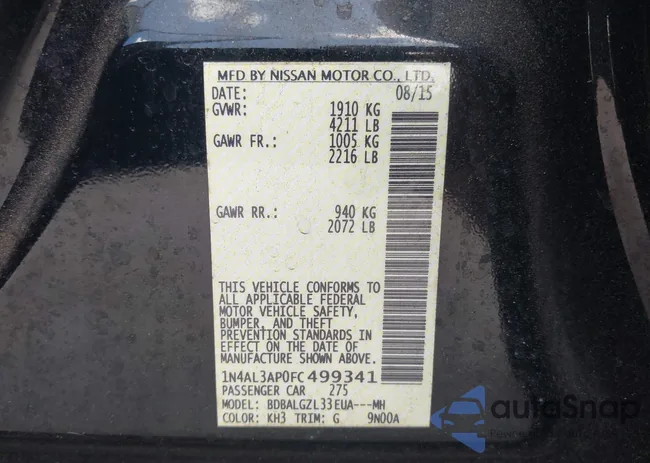 MFD BY NISSAN MOTOR CO., LTD.
DATE: 08/15
GVWR: 1910 KG
4211 LB
GAWR FR.: 1005 KG
2216 LB
GAWR RR.: 940 KG
2072 LB
THIS VEHICLE CONFORMS TO
ALL APPLICABLE FEDERAL
MOTOR VEHICLE SAFETY,
BUMPER, AND THEFT
PREVENTION STANDARDS IN
EFFECT ON THE DATE OF
MANUFACTURE SHOWN ABOVE.
1N4AL3AP0FC499341
PASSENGER CAR 275
MODEL: BDBALGZL33EUA---MH
COLOR: KH3 TRIM: G 9N00A
autoSnap